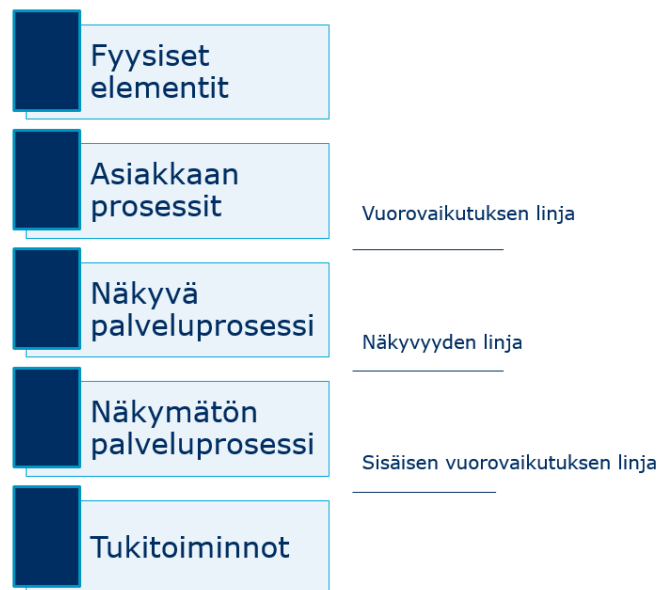 Fyysiset
elementit
Asiakkaan
prosessit
Vuorovaikutuksen linja
Näkyvä
palveluprosessi
Näkyvyyden linja
Näkymätön
palveluprosessi
Sisäisen vuorovaikutuksen linja
Tukitoiminnot